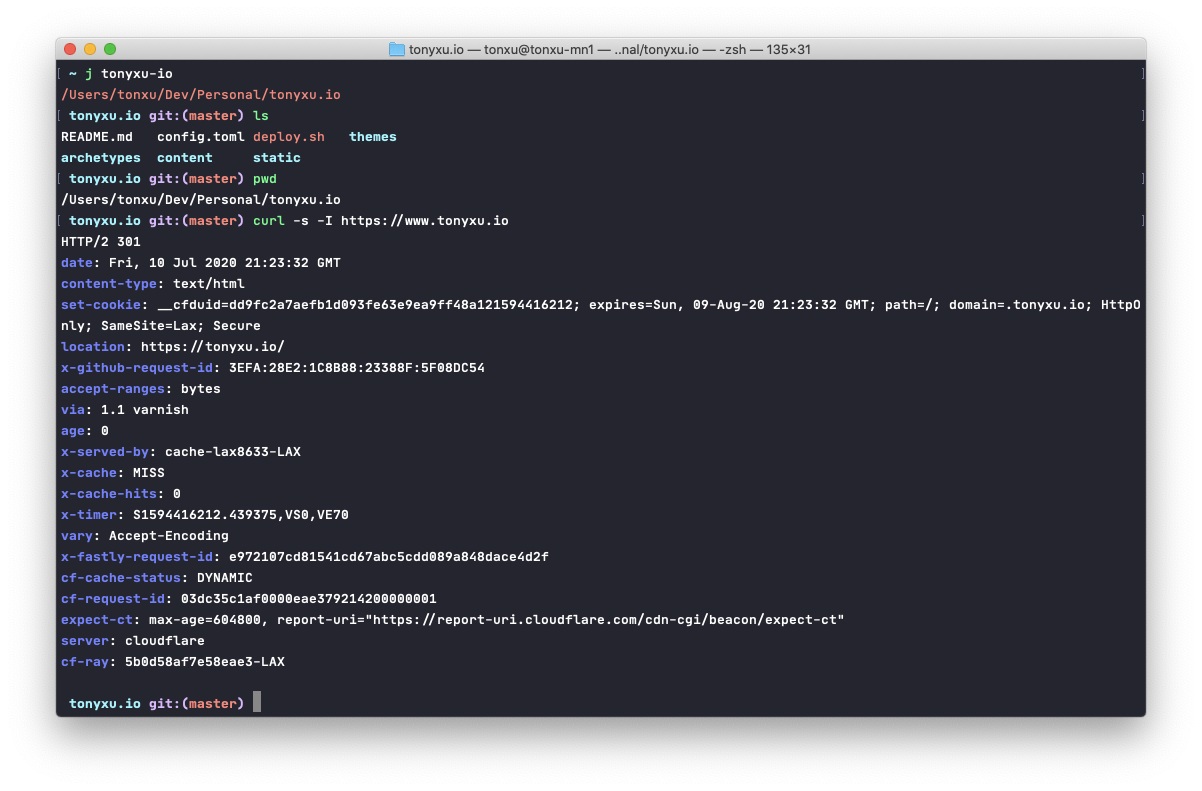 tonyxu.io — tonxu@tonxu-mn1 — ..nal/tonyxu.io — -zsh — 135×31
[ ~ j tonyxu-io ]
/Users/tonxu/Dev/Personal/tonyxu.io
[ tonyxu.io git:(master) ls ]
README.md config.toml deploy.sh themes
archetypes content static
[ tonyxu.io git:(master) pwd ]
/Users/tonxu/Dev/Personal/tonyxu.io
[ tonyxu.io git:(master) curl -s -I https://www.tonyxu.io ]
HTTP/2 301
date: Fri, 10 Jul 2020 21:23:32 GMT
content-type: text/html
set-cookie: __cfduid=dd9fc2a7aefb1d093fe63e9ea9ff48a121594416212; expires=Sun, 09-Aug-20 21:23:32 GMT; path=/; domain=.tonyxu.io; HttpO
nly; SameSite=Lax; Secure
location: https://tonyxu.io/
x-github-request-id: 3EFA:28E2:1C8B88:23388F:5F08DC54
accept-ranges: bytes
via: 1.1 varnish
age: 0
x-served-by: cache-lax8633-LAX
x-cache: MISS
x-cache-hits: 0
x-timer: S1594416212.439375,VS0,VE70
vary: Accept-Encoding
x-fastly-request-id: e972107cd81541cd67abc5cdd089a848dace4d2f
cf-cache-status: DYNAMIC
cf-request-id: 03dc35c1af0000eae379214200000001
expect-ct: max-age=604800, report-uri="https://report-uri.cloudflare.com/cdn-cgi/beacon/expect-ct"
server: cloudflare
cf-ray: 5b0d58af7e58eae3-LAX
tonyxu.io git:(master)